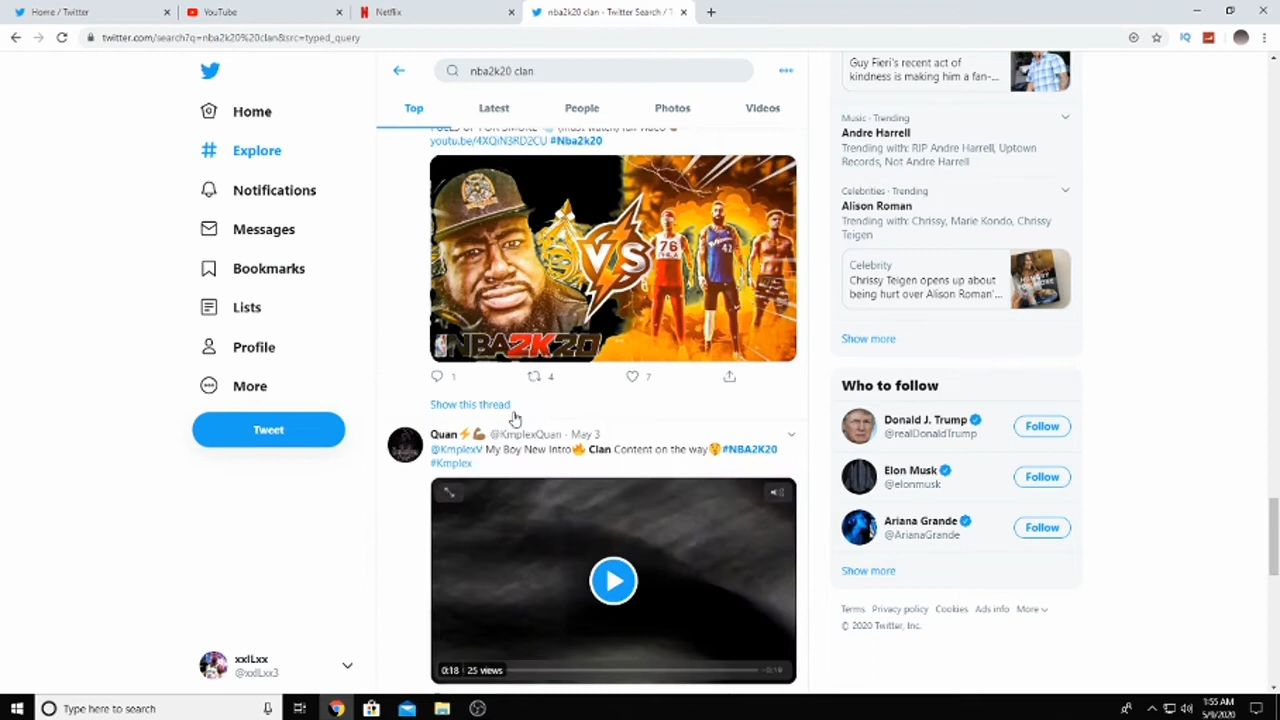 Home / Twitter
YouTube
Netflix
nba2k20 clan - Twitter Search / T
twitter.com/search?q=nba2k20%20clan&src=typed_query
nba2k20 clan
Top
Latest
People
Photos
Videos
Home
Explore
Notifications
Messages
Bookmarks
Lists
Profile
More
Tweet
xxlLxx
@xxlLxx3
youtu.be/4XQiN3RD2CU #Nba2k20
VS
76
42
NBA2K20
1
4
7
Show this thread
Quan⚡💪🏾 @KmplexQuan · May 3
@KmplexV My Boy New Intro🔥 Clan Content on the way🤫#NBA2K20
#Kmplex
0:18
25 views
Guy Fieri's recent act of
kindness is making him a fan-...
Music · Trending
Andre Harrell
Trending with: RIP Andre Harrell, Uptown
Records, Not Andre Harrell
Celebrities · Trending
Alison Roman
Trending with: Chrissy, Marie Kondo, Chrissy
Teigen
Celebrity
Chrissy Teigen opens up about
being hurt over Alison Roman'...
Show more
Who to follow
Donald J. Trump
@realDonaldTrump
Follow
Elon Musk
@elonmusk
Follow
Ariana Grande
@ArianaGrande
Follow
Show more
Terms Privacy policy Cookies Ads info More
© 2020 Twitter, Inc.
Type here to search
1:55 AM
5/9/2020